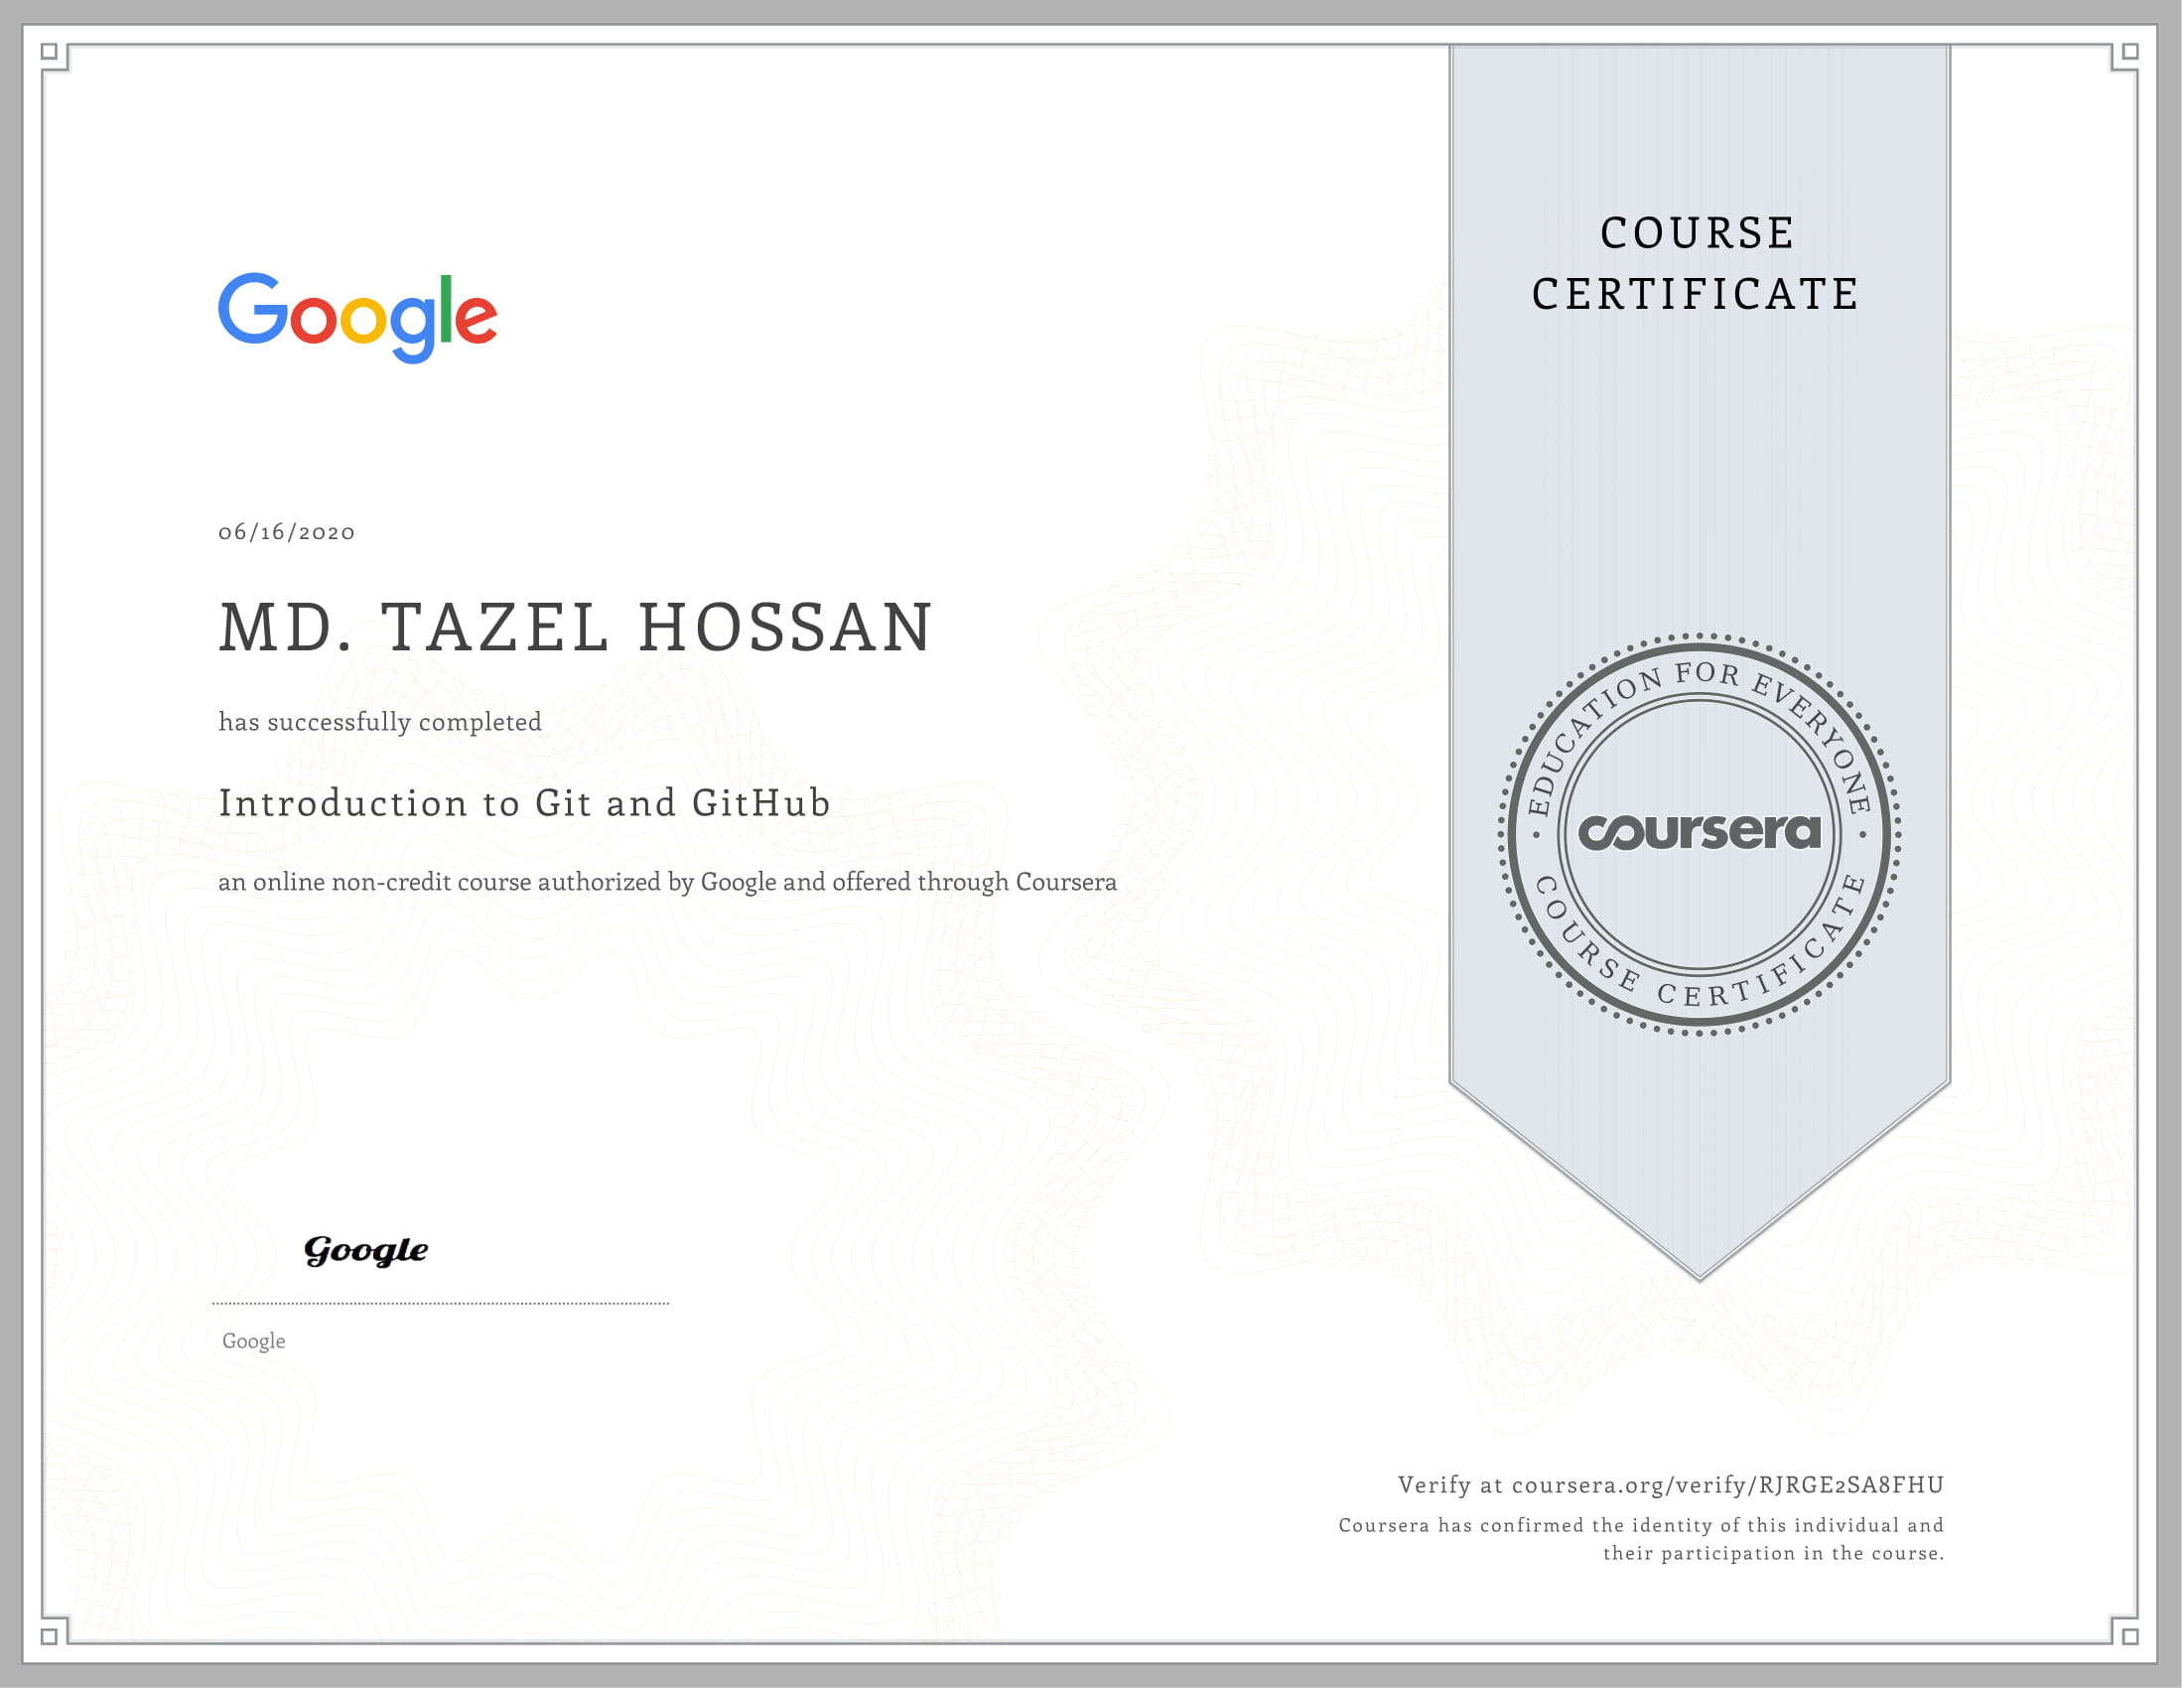 Google
06/16/2020
MD. TAZEL HOSSAN
has successfully completed
Introduction to Git and GitHub
an online non-credit course authorized by Google and offered through Coursera
Google
Google
COURSE
CERTIFICATE
EDUCATION FOR EVERYONE
coursera
COURSE CERTIFICATE
Verify at coursera.org/verify/RJRGE2SA8FHU
Coursera has confirmed the identity of this individual and
their participation in the course.